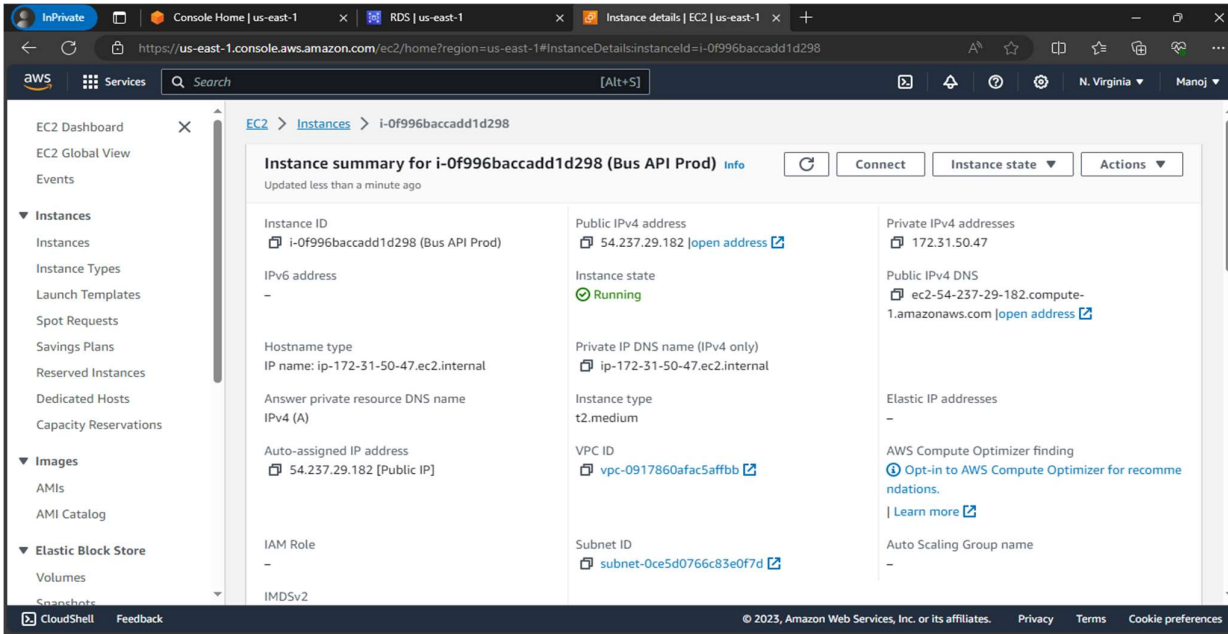 InPrivate
Console Home | us-east-1
RDS | us-east-1
Instance details | EC2 | us-east-1
https://us-east-1.console.aws.amazon.com/ec2/home?region=us-east-1#InstanceDetails:instanceId=i-0f996baccadd1d298
aws
Services
Search
[Alt+S]
N. Virginia
Manoj
EC2 Dashboard
EC2 Global View
Events
Instances
Instances
Instance Types
Launch Templates
Spot Requests
Savings Plans
Reserved Instances
Dedicated Hosts
Capacity Reservations
Images
AMIs
AMI Catalog
Elastic Block Store
Volumes
Snapshots
EC2 > Instances > i-0f996baccadd1d298
Instance summary for i-0f996baccadd1d298 (Bus API Prod) Info
Updated less than a minute ago
Connect
Instance state
Actions
Instance ID
i-0f996baccadd1d298 (Bus API Prod)
Public IPv4 address
54.237.29.182 |open address
Private IPv4 addresses
172.31.50.47
IPv6 address
–
Instance state
Running
Public IPv4 DNS
ec2-54-237-29-182.compute-
1.amazonaws.com |open address
Hostname type
IP name: ip-172-31-50-47.ec2.internal
Private IP DNS name (IPv4 only)
ip-172-31-50-47.ec2.internal
Answer private resource DNS name
IPv4 (A)
Instance type
t2.medium
Elastic IP addresses
–
Auto-assigned IP address
54.237.29.182 [Public IP]
VPC ID
vpc-0917860afac5affbb
AWS Compute Optimizer finding
Opt-in to AWS Compute Optimizer for recomme
ndations.
| Learn more
IAM Role
–
Subnet ID
subnet-0ce5d0766c83e0f7d
Auto Scaling Group name
–
IMDSv2
CloudShell
Feedback
© 2023, Amazon Web Services, Inc. or its affiliates.
Privacy
Terms
Cookie preferences